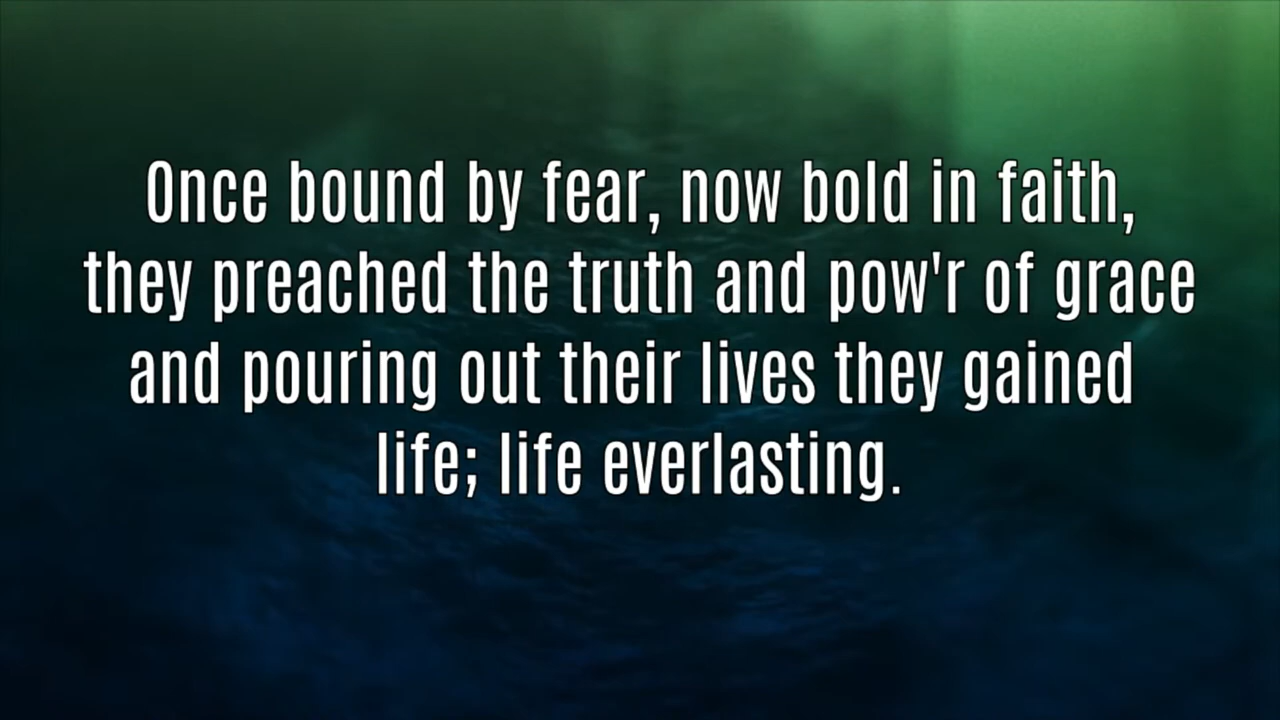 Once bound by fear, now bold in faith,
they preached the truth and pow'r of grace
and pouring out their lives they gained
life; life everlasting.